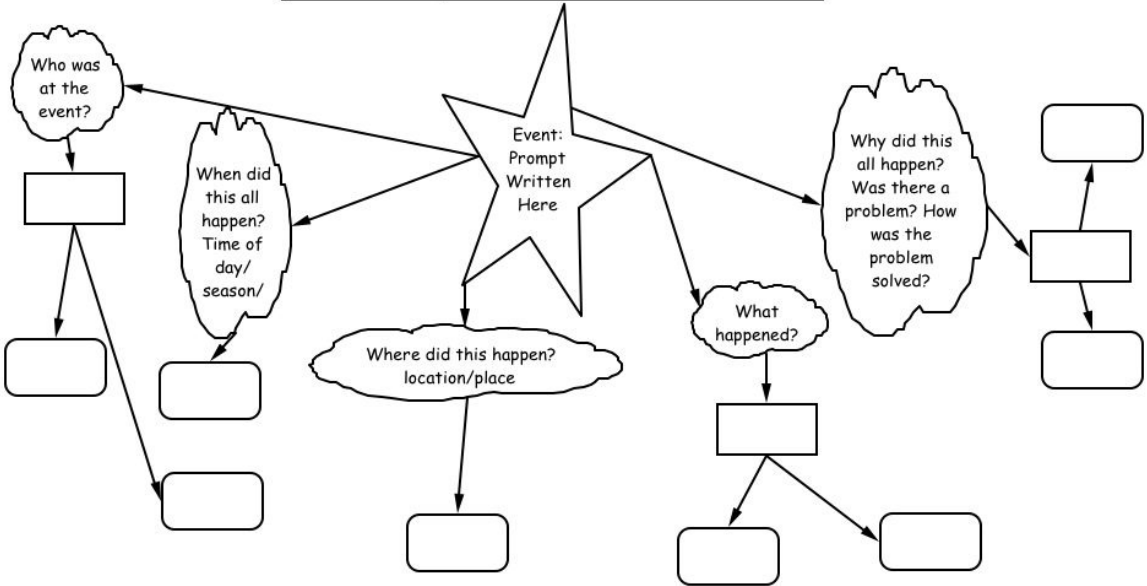 Who was
at the
event?
When did
this all
happen?
Time of
day/
season/
Event:
Prompt
Written
Here
Where did this happen?
location/place
What
happened?
Why did this
all happen?
Was there a
problem? How
was the
problem
solved?